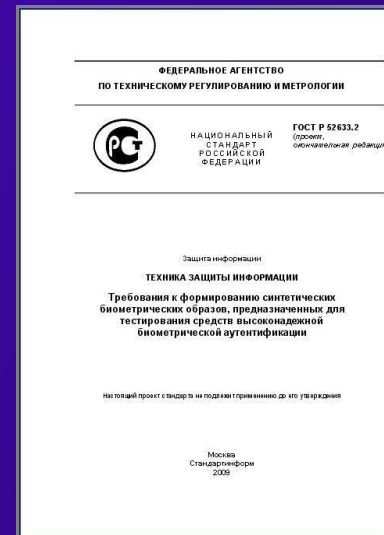 ФЕДЕРАЛЬНОЕ АГЕНТСТВО
ПО ТЕХНИЧЕСКОМУ РЕГУЛИРОВАНИЮ И МЕТРОЛОГИИ
РСТ
НАЦИОНАЛЬНЫЙ
СТАНДАРТ
РОССИЙСКОЙ
ФЕДЕРАЦИИ
ГОСТ Р 52633.2
(проект,
окончательная редакция
Защита информации
ТЕХНИКА ЗАЩИТЫ ИНФОРМАЦИИ
Требования к формированию синтетических
биометрических образов, предназначенных для
тестирования средств высоконадежной
биометрической аутентификации
Настоящий проект стандарта не подлежит применению до его утверждения
Москва
Стандартинформ
2009